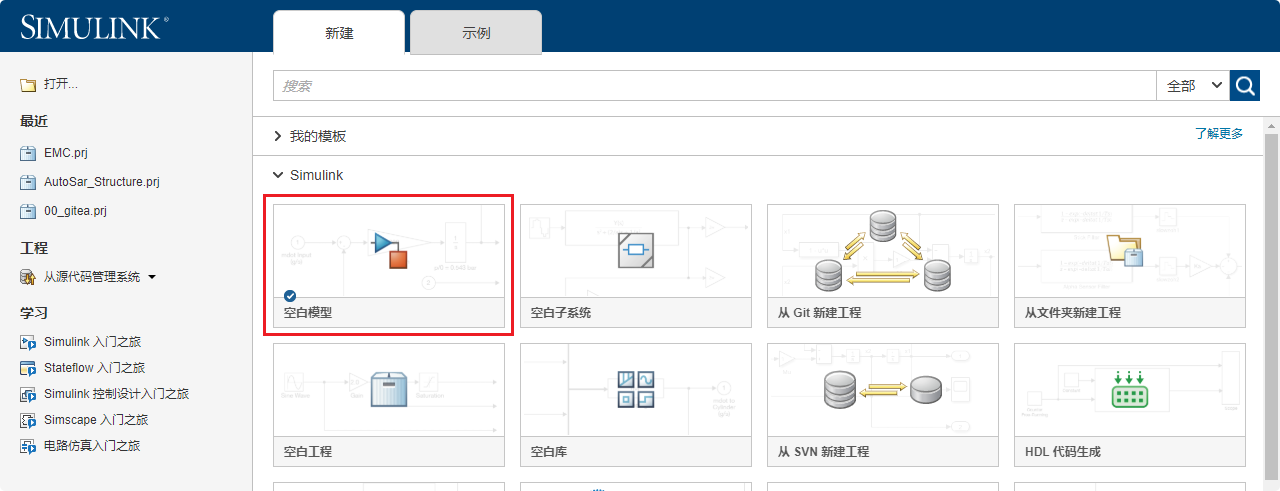 SIMULINK®
新建
示例
打开...
最近
EMC.prj
AutoSar_Structure.prj
00_gitea.prj
工程
从源代码管理系统
学习
Simulink 入门之旅
Stateflow 入门之旅
Simulink 控制设计入门之旅
Simscape 入门之旅
电路仿真入门之旅
搜索
全部
我的模板
了解更多
Simulink
空白模型
空白子系统
从 Git 新建工程
从文件夹新建工程
空白工程
空白库
从 SVN 新建工程
HDL 代码生成